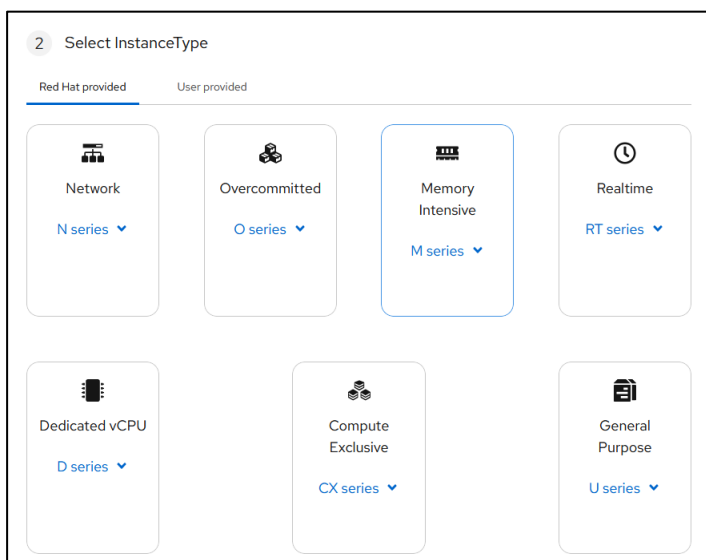 2 Select InstanceType
Red Hat provided User provided
Network
N series
Overcommitted
O series
Memory
Intensive
M series
Realtime
RT series
Dedicated vCPU
D series
Compute
Exclusive
CX series
General
Purpose
U series